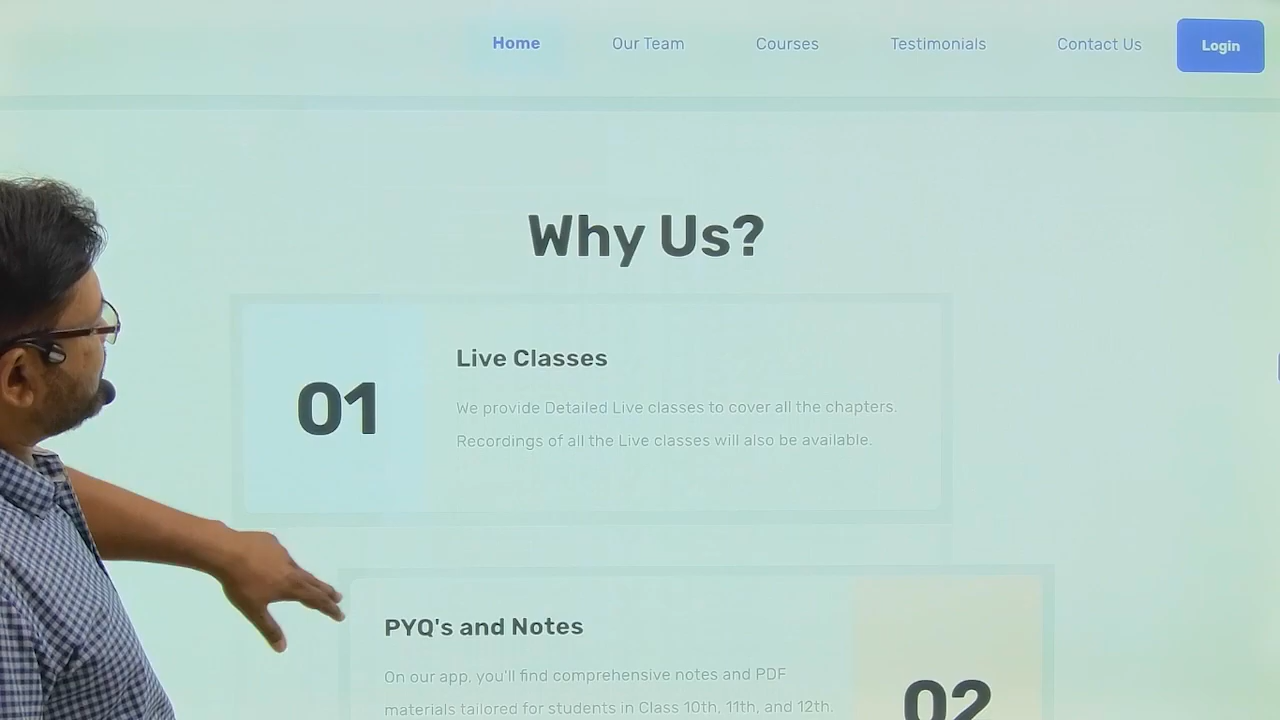 Home Our Team Courses Testimonials Contact Us Login
Why Us?
01
Live Classes
We provide Detailed Live classes to cover all the chapters.
Recordings of all the Live classes will also be available.
PYQ's and Notes
On our app, you'll find comprehensive notes and PDF
materials tailored for students in Class 10th, 11th, and 12th.
02